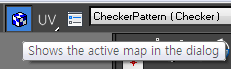 UV, CheckerPattern ( Checker )
Shows the active map in the dialog